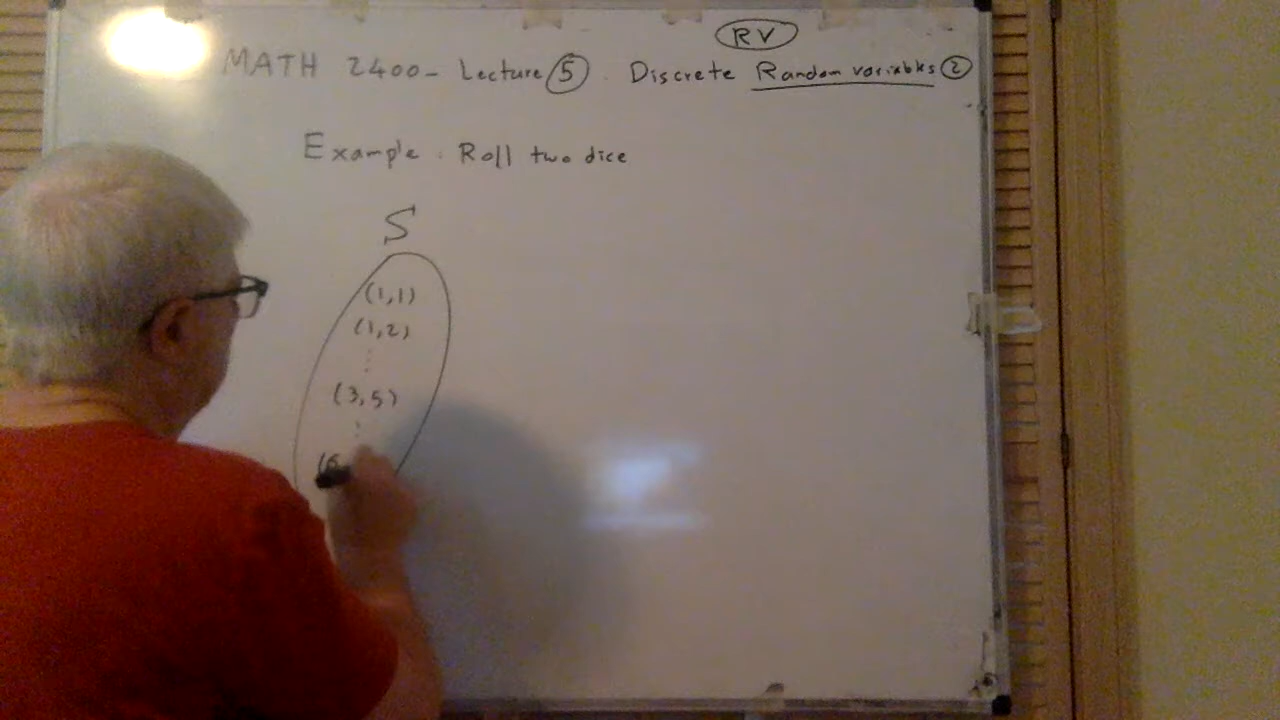 RV
MATH 2400- Lecture 5 . Discrete Random variables 2
Example . Roll two dice
S
(1,1)
(1,2)
(3,5)
(6